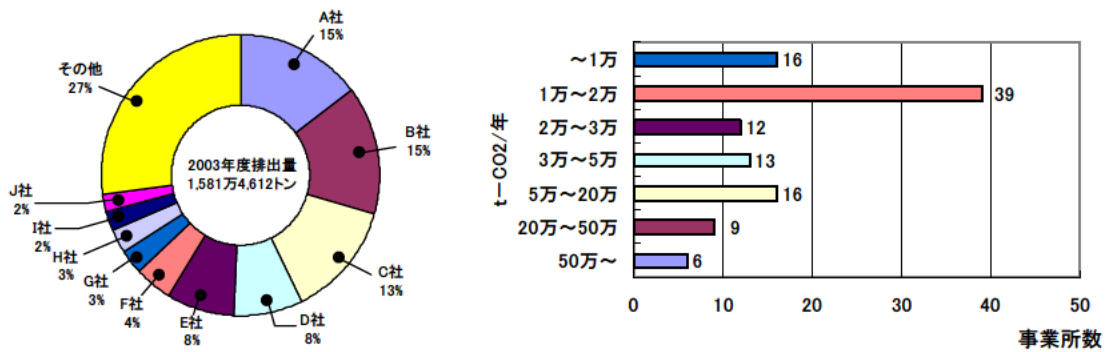 A社
15%
B社
15%
C社
13%
D社
8%
E社
8%
F社
4%
G社
3%
H社
3%
I社
2%
J社
2%
その他
27%
2003年度排出量
1,581万4,612トン
t－CO2/年
～1万
16
1万～2万
39
2万～3万
12
3万～5万
13
5万～20万
16
20万～50万
9
50万～
6
0
10
20
30
40
50
事業所数